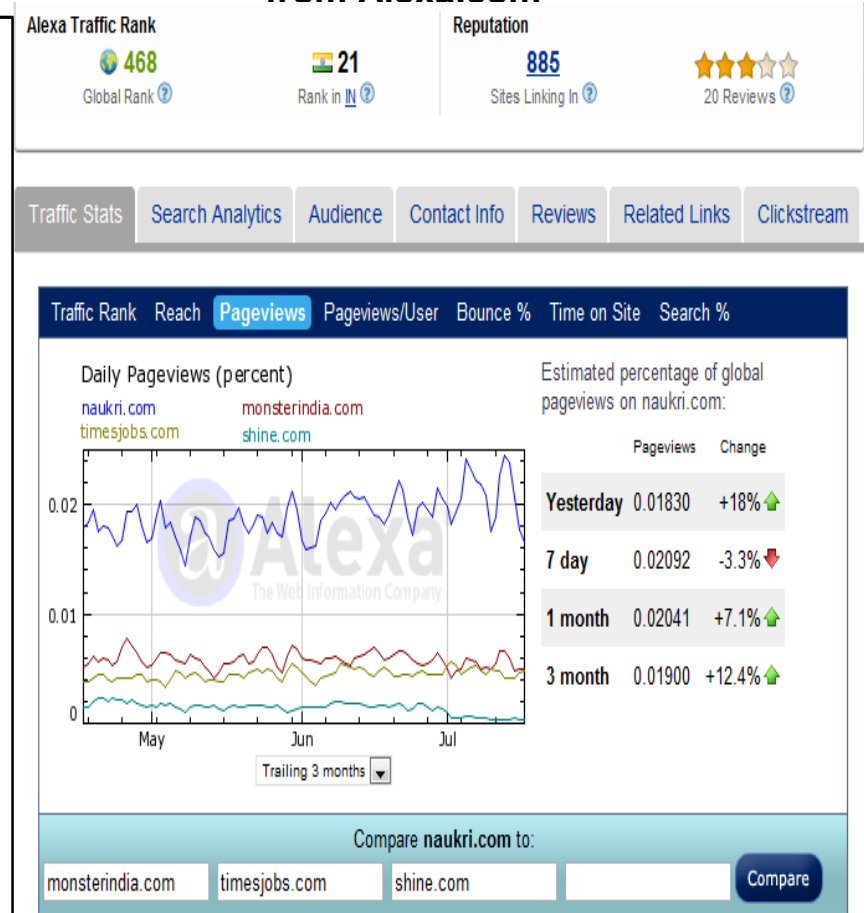 from Alexa.com
Alexa Traffic Rank
Reputation
468
21
885
Global Rank ?
Rank in IN ?
Sites Linking In ?
20 Reviews ?
Traffic Stats Search Analytics Audience Contact Info Reviews Related Links Clickstream
Traffic Rank Reach Pageviews Pageviews/User Bounce % Time on Site Search %
Daily Pageviews (percent)
naukri.com monsterindia.com
timesjobs.com shine.com
0.02
0.01
0
@Alexa
The Web Information Company
May Jun Jul
Trailing 3 months
Estimated percentage of global
pageviews on naukri.com:
Pageviews Change
Yesterday 0.01830 +18%
7 day 0.02092 -3.3%
1 month 0.02041 +7.1%
3 month 0.01900 +12.4%
Compare naukri.com to:
monsterindia.com timesjobs.com shine.com Compare